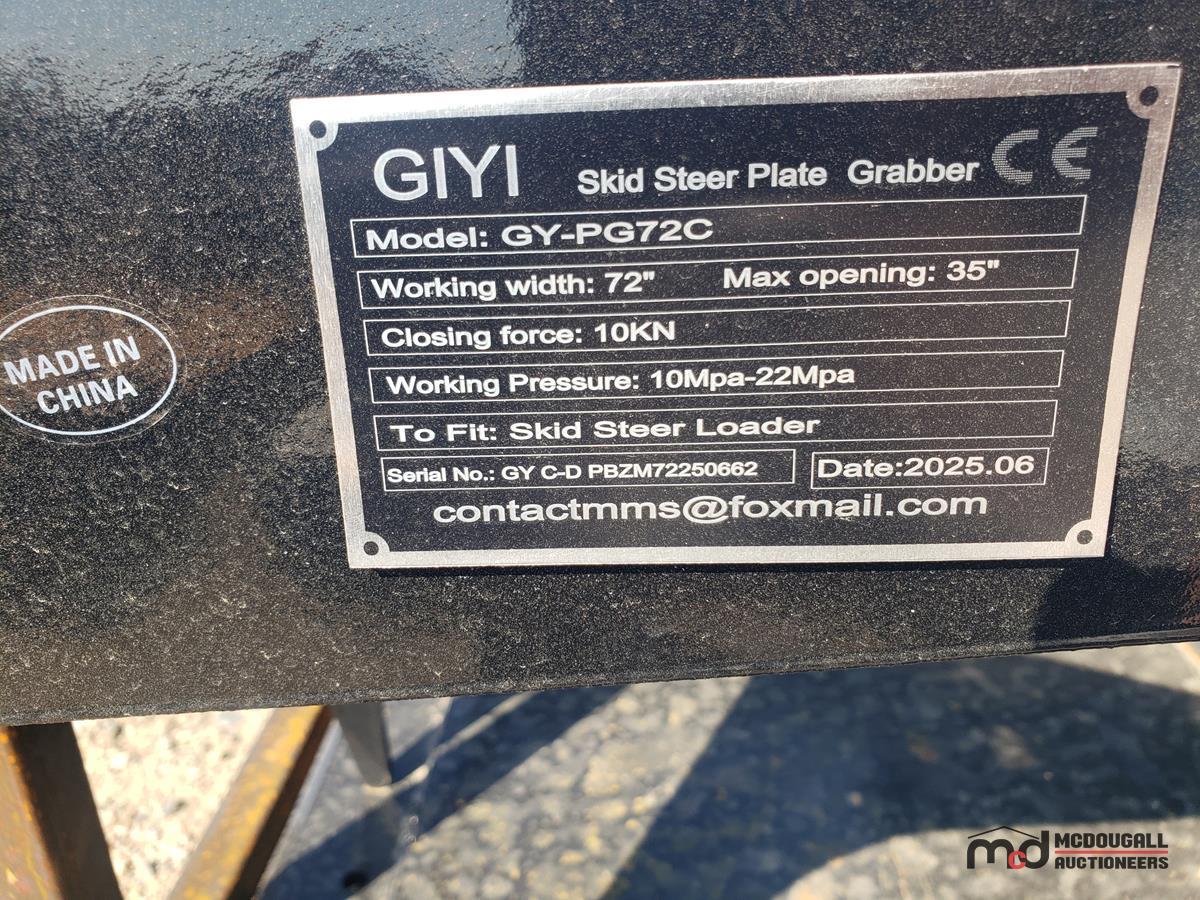 GIYI Skid Steer Plate Grabber CE
Model: GY-PG72C
Working width: 72" Max opening: 35"
Closing force: 10KN
Working Pressure: 10Mpa-22Mpa
To Fit: Skid Steer Loader
Serial No.: GY C-D PBZM72250662 Date:2025.06
contactmms@foxmail.com
MADE IN
CHINA
mcd MCDOUGALL
AUCTIONEERS